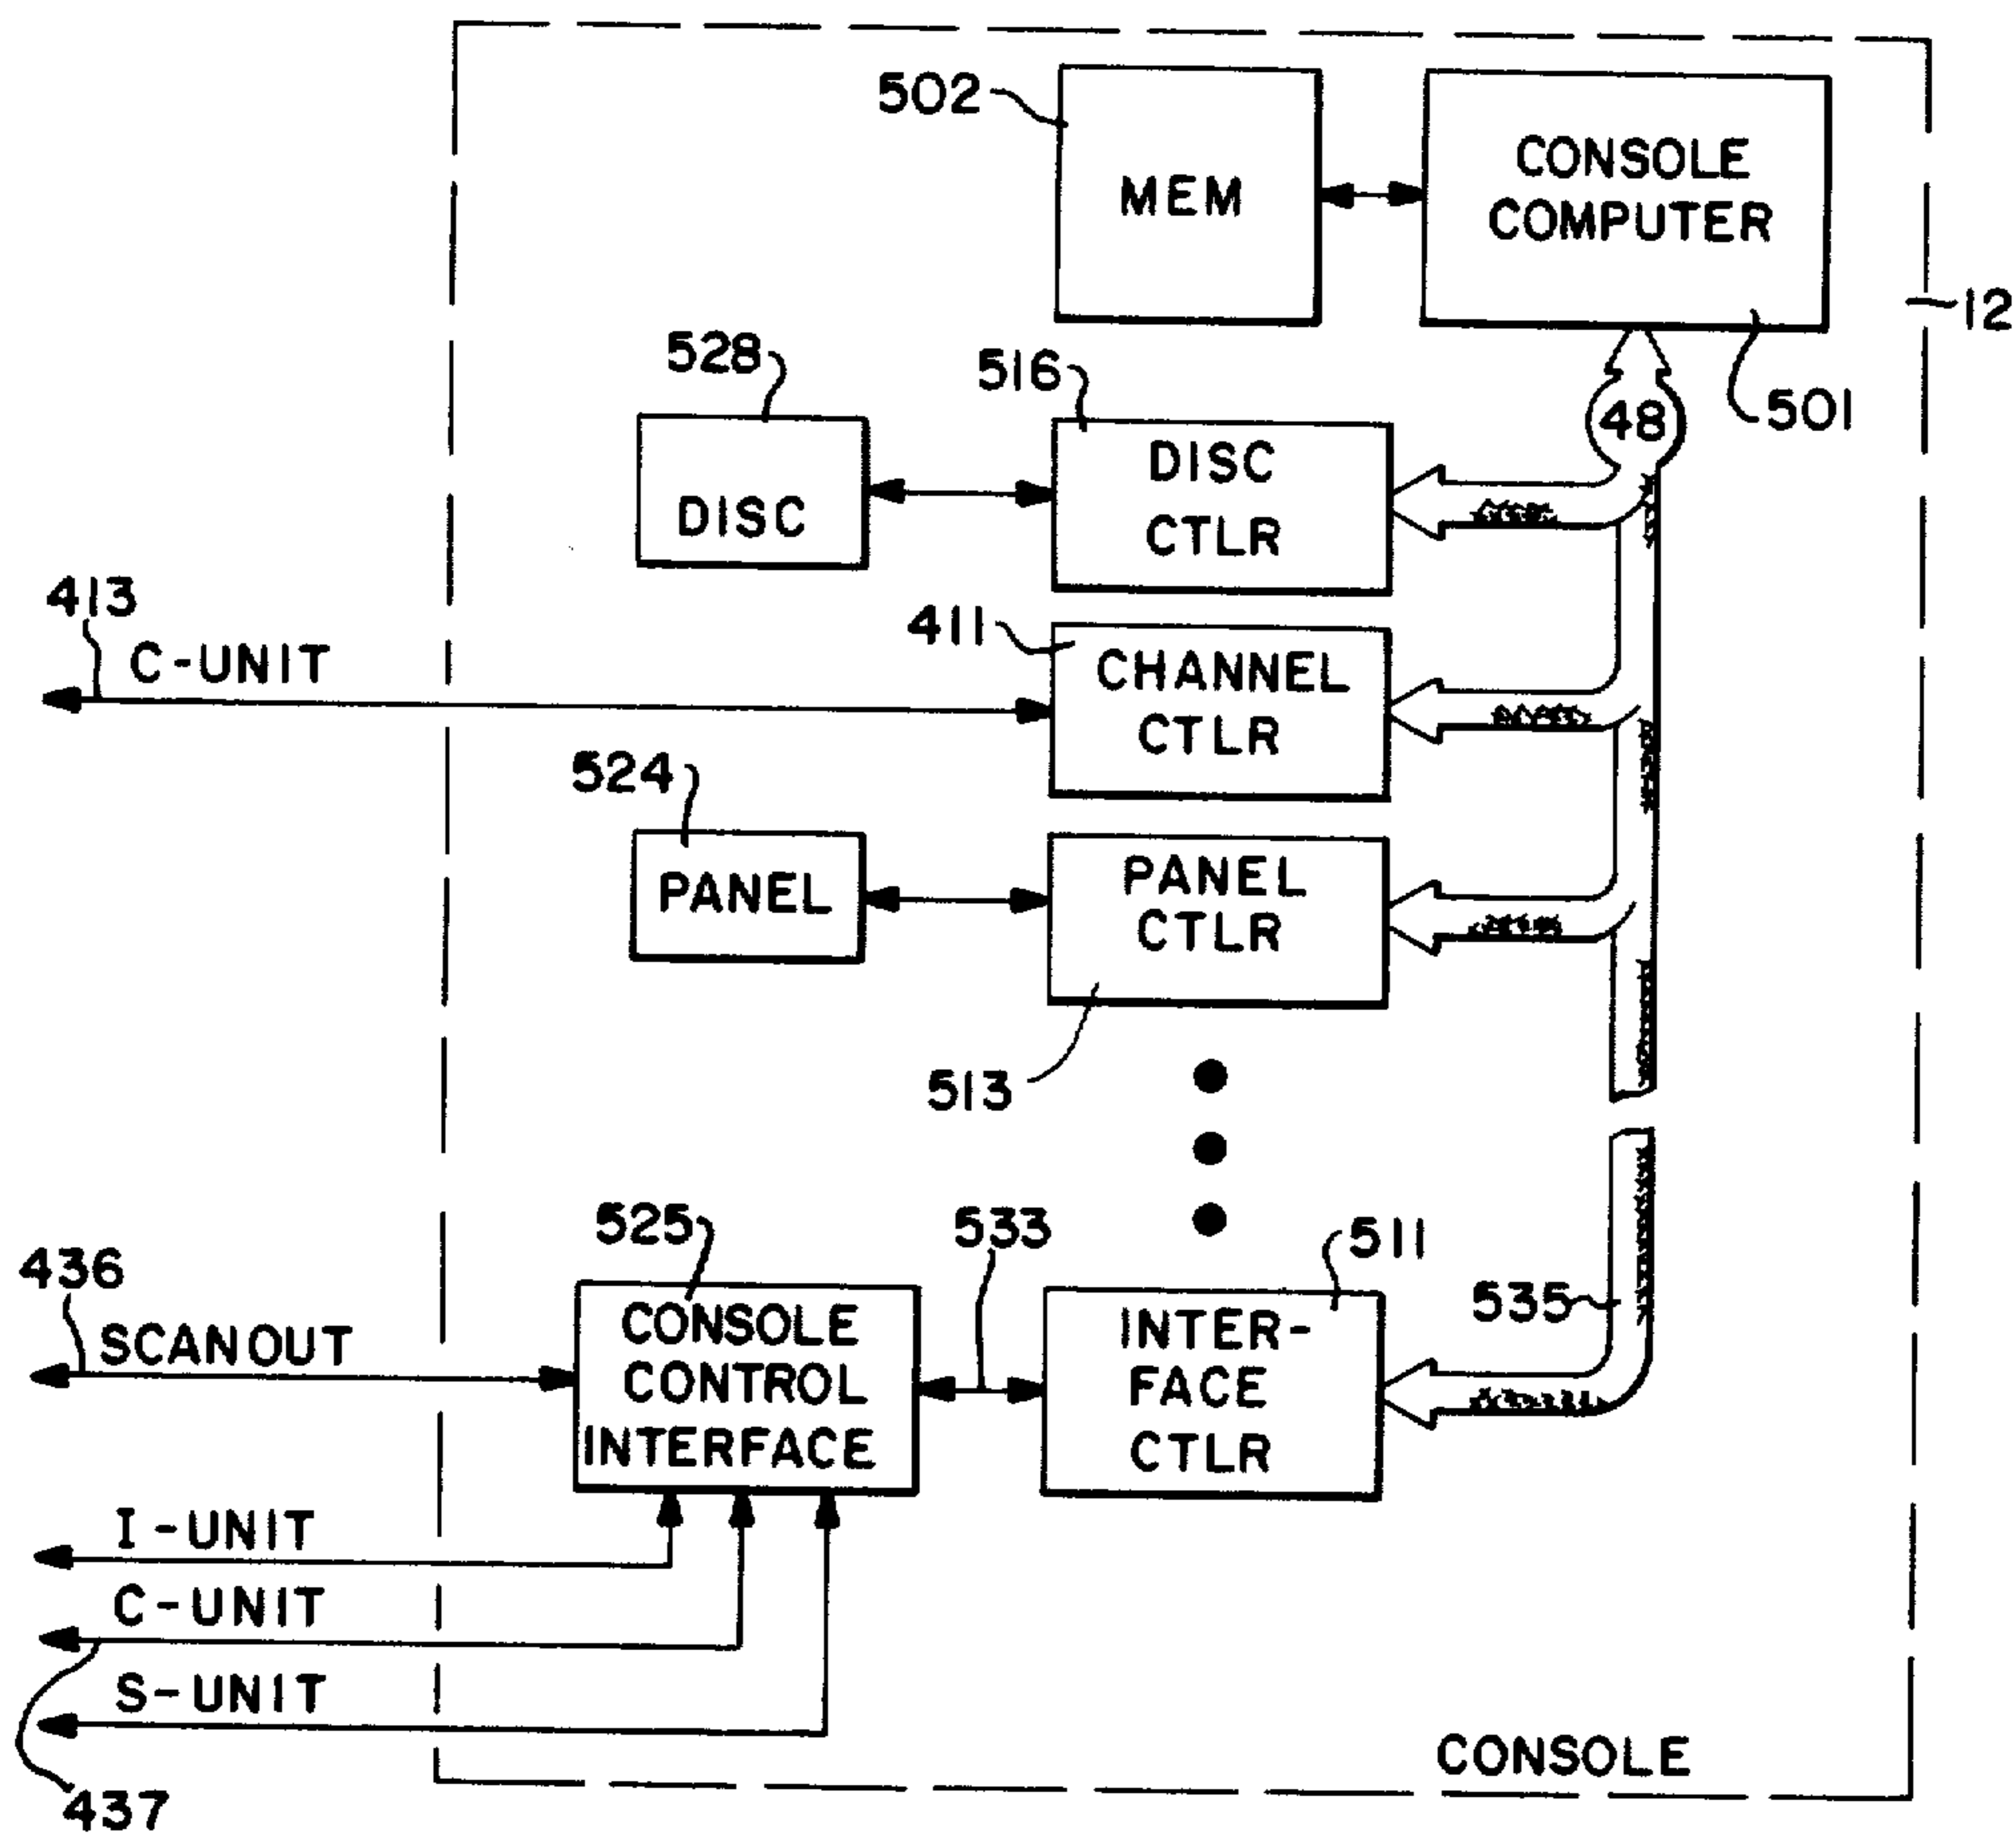 502
MEM
CONSOLE
COMPUTER
12
528
516
48
501
DISC
DISC
CTLR
413
C-UNIT
411
CHANNEL
CTLR
524
PANEL
PANEL
CTLR
513
525
533
511
436
SCANOUT
CONSOLE
CONTROL
INTERFACE
INTER-
FACE
CTLR
535
I-UNIT
C-UNIT
S-UNIT
437
CONSOLE